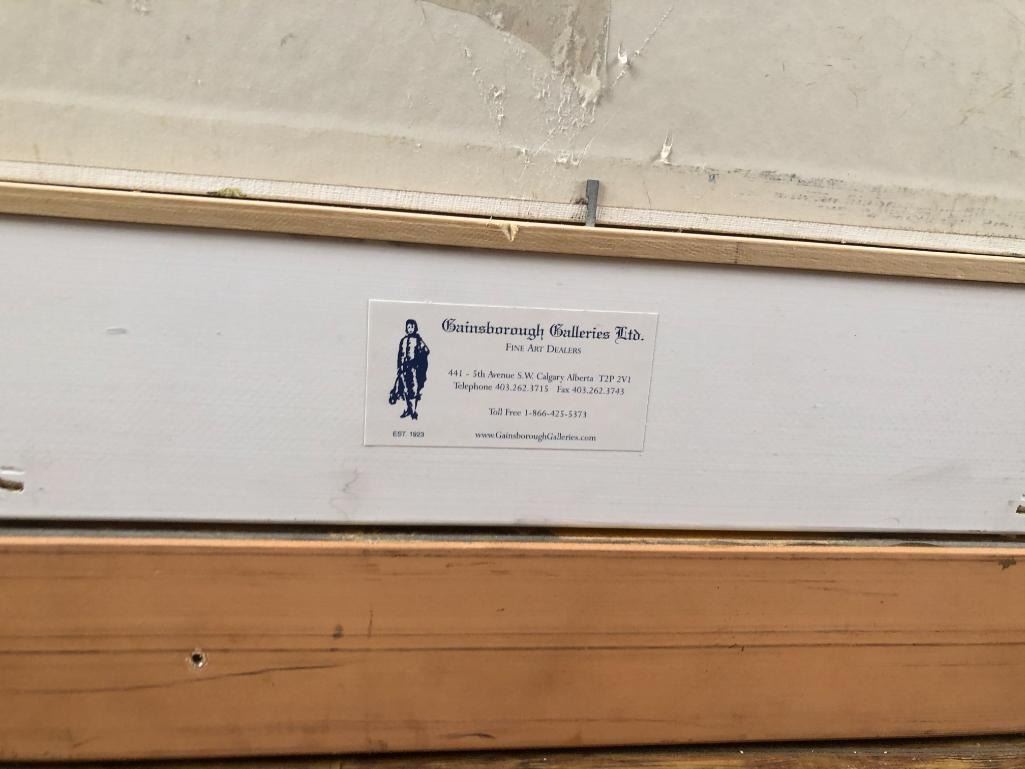 Gainsborough Galleries Ltd.
Fine Art Dealers
441 - 5th Avenue S.W. Calgary Alberta T2P 2V1
Telephone 403.262.3715 Fax 403.262.3743
Toll Free 1-866-425-5373
EST. 1923
www.GainsboroughGalleries.com